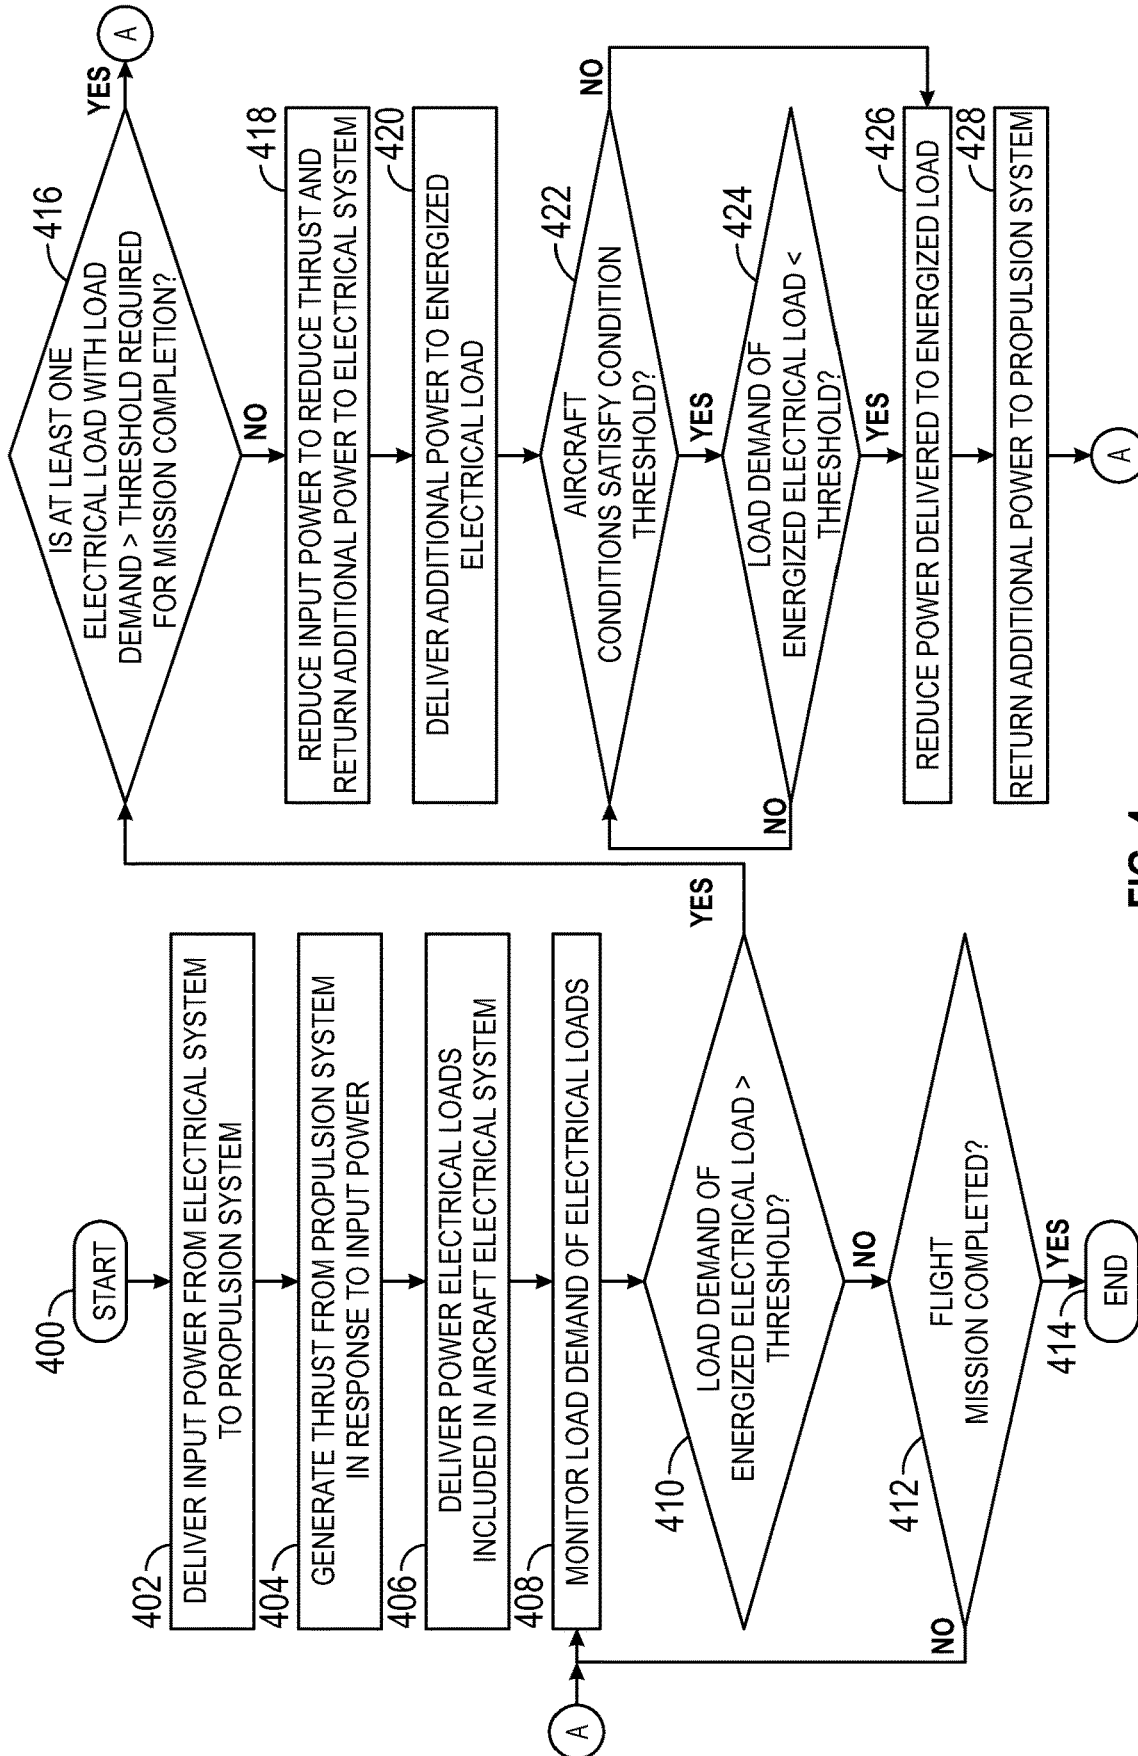 400
START
402
DELIVER INPUT POWER FROM ELECTRICAL SYSTEM
TO PROPULSION SYSTEM
404
GENERATE THRUST FROM PROPULSION SYSTEM
IN RESPONSE TO INPUT POWER
406
DELIVER POWER ELECTRICAL LOADS
INCLUDED IN AIRCRAFT ELECTRICAL SYSTEM
A
408
MONITOR LOAD DEMAND OF ELECTRICAL LOADS
410
LOAD DEMAND OF
ENERGIZED ELECTRICAL LOAD >
THRESHOLD?
YES
NO
412
FLIGHT
MISSION COMPLETED?
NO
YES
414
END
416
IS AT LEAST ONE
ELECTRICAL LOAD WITH LOAD
DEMAND > THRESHOLD REQUIRED
FOR MISSION COMPLETION?
YES
A
NO
418
REDUCE INPUT POWER TO REDUCE THRUST AND
RETURN ADDITIONAL POWER TO ELECTRICAL SYSTEM
420
DELIVER ADDITIONAL POWER TO ENERGIZED
ELECTRICAL LOAD
422
AIRCRAFT
CONDITIONS SATISFY CONDITION
THRESHOLD?
NO
YES
424
LOAD DEMAND OF
ENERGIZED ELECTRICAL LOAD <
THRESHOLD?
NO
YES
426
REDUCE POWER DELIVERED TO ENERGIZED LOAD
428
RETURN ADDITIONAL POWER TO PROPULSION SYSTEM
A